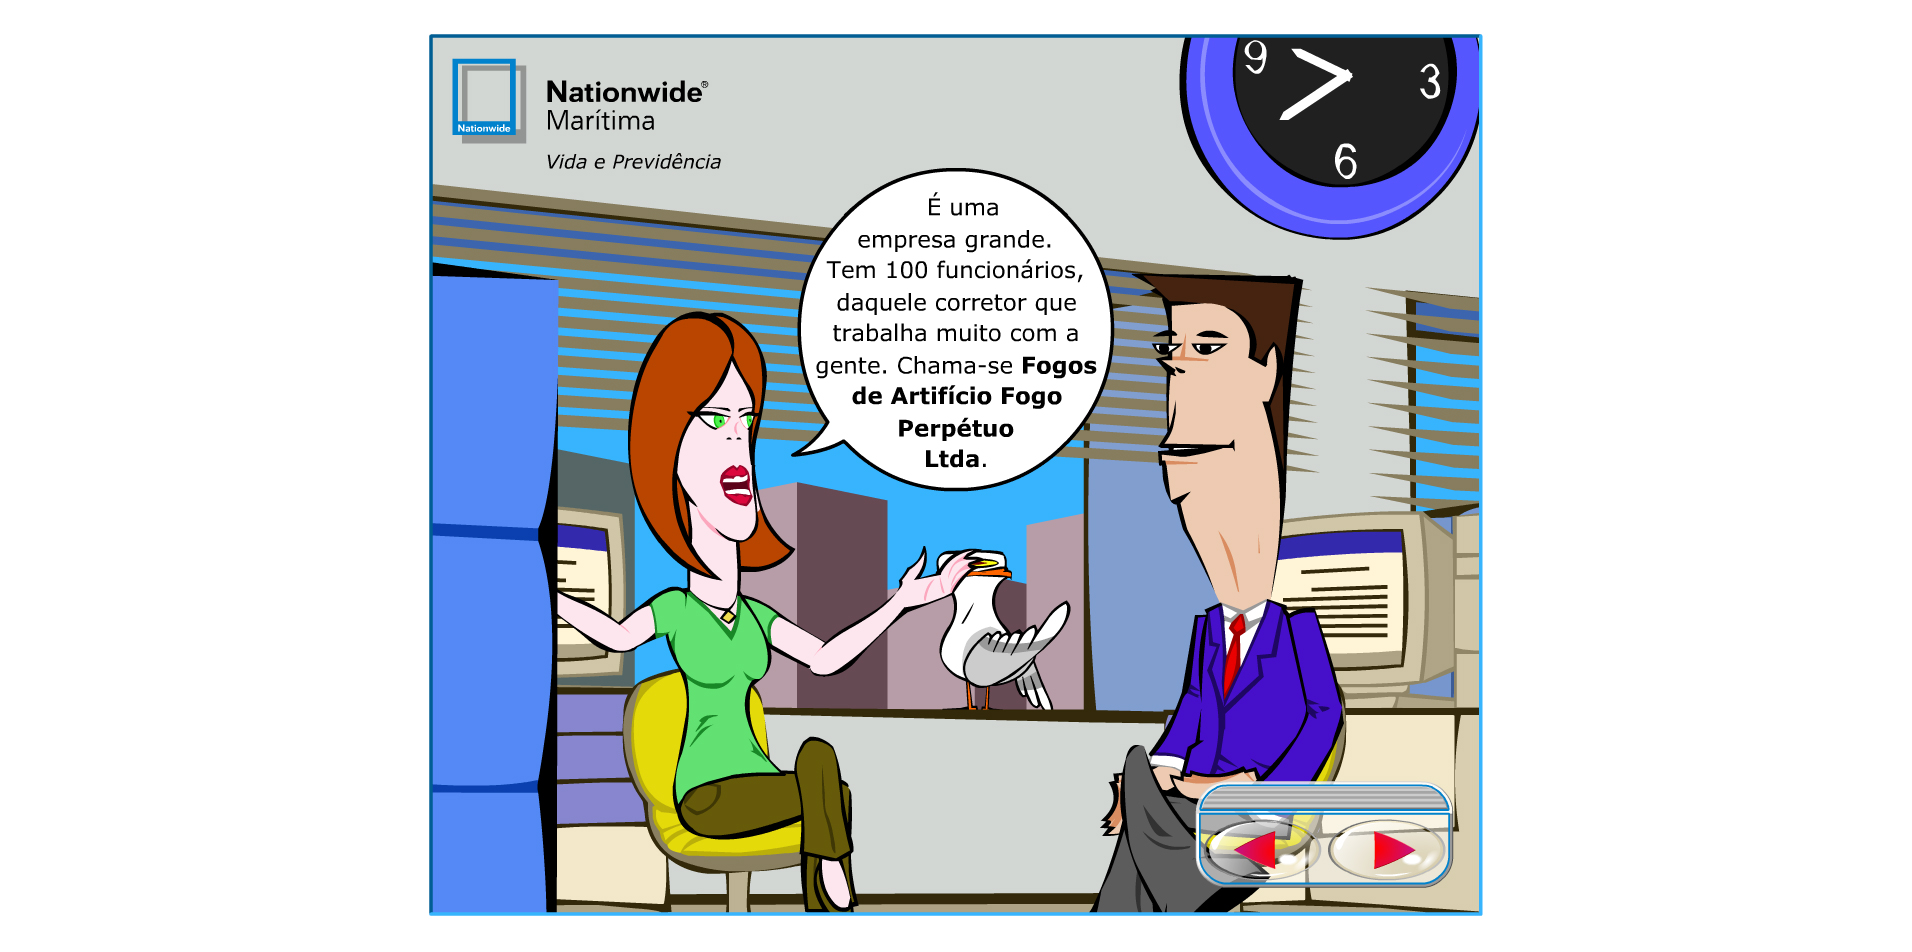 Nationwide®
Marítima
Nationwide
Vida e Previdência
9
3
6
É uma
empresa grande.
Tem 100 funcionários,
daquele corretor que
trabalha muito com a
gente. Chama-se Fogos
de Artifício Fogo
Perpétuo
Ltda.